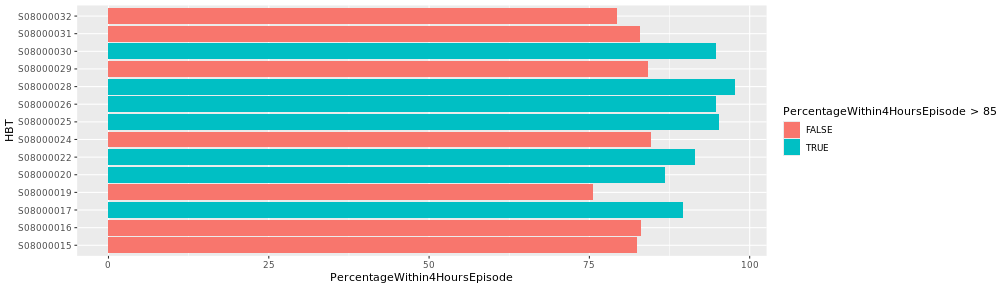 S08000032
S08000031
S08000030
S08000029
S08000028
S08000026
S08000025
S08000024
S08000022
S08000020
S08000019
S08000017
S08000016
S08000015
HBT
0 25 50 75 100
PercentageWithin4HoursEpisode
PercentageWithin4HoursEpisode > 85
FALSE
TRUE